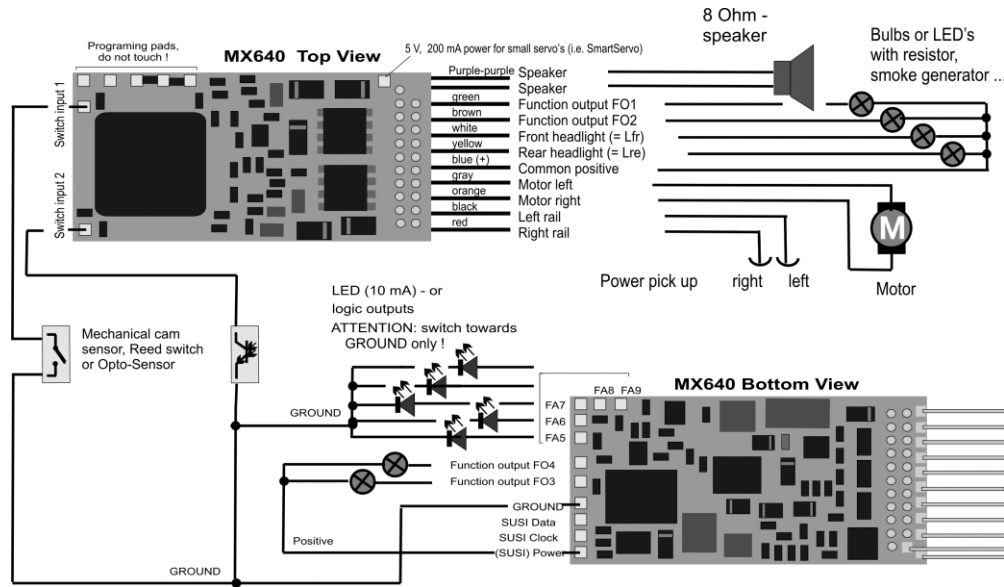 Programing pads,
do not touch !
MX640 Top View
5 V, 200 mA power for small servo's (i.e. SmartServo)
8 Ohm -
speaker
Bulbs or LED's
with resistor,
smoke generator ...
Switch input 1
Switch input 2
Purple-purple Speaker
Speaker
green Function output FO1
brown Function output FO2
white Front headlight (= Lfr)
yellow Rear headlight (= Lre)
blue (+) Common positive
gray Motor left
orange Motor right
black Left rail
red Right rail
M
Power pick up right left Motor
LED (10 mA) - or
logic outputs
ATTENTION: switch towards
GROUND only !
Mechanical cam
sensor, Reed switch
or Opto-Sensor
MX640 Bottom View
FA8 FA9
FA7
FA6
FA5
GROUND
Function output FO4
Function output FO3
GROUND
SUSI Data
SUSI Clock
(SUSI) Power
Positive
GROUND